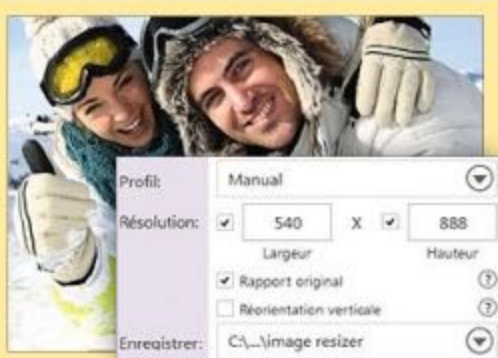 Profil: Manual
Résolution: 540 X 888
Largeur Hauteur
Rapport original ?
Réorientation verticale ?
Enregistrer: C:\...\image resizer